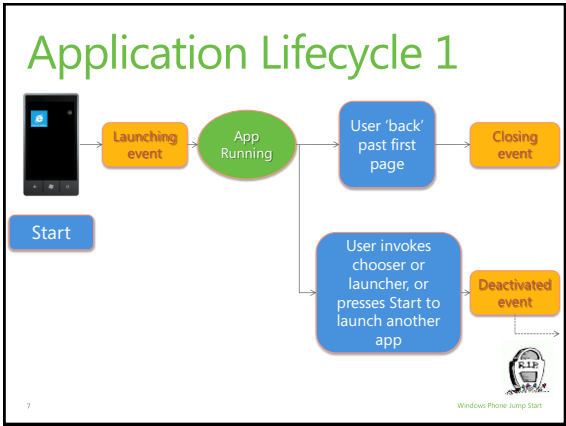 Application Lifecycle 1
Launching
event
App
Running
User ‘back’
past first
page
Closing
event
Start
User invokes
chooser or
launcher, or
presses Start to
launch another
app
Deactivated
event
R.I.P.
7
Windows Phone Jump Start